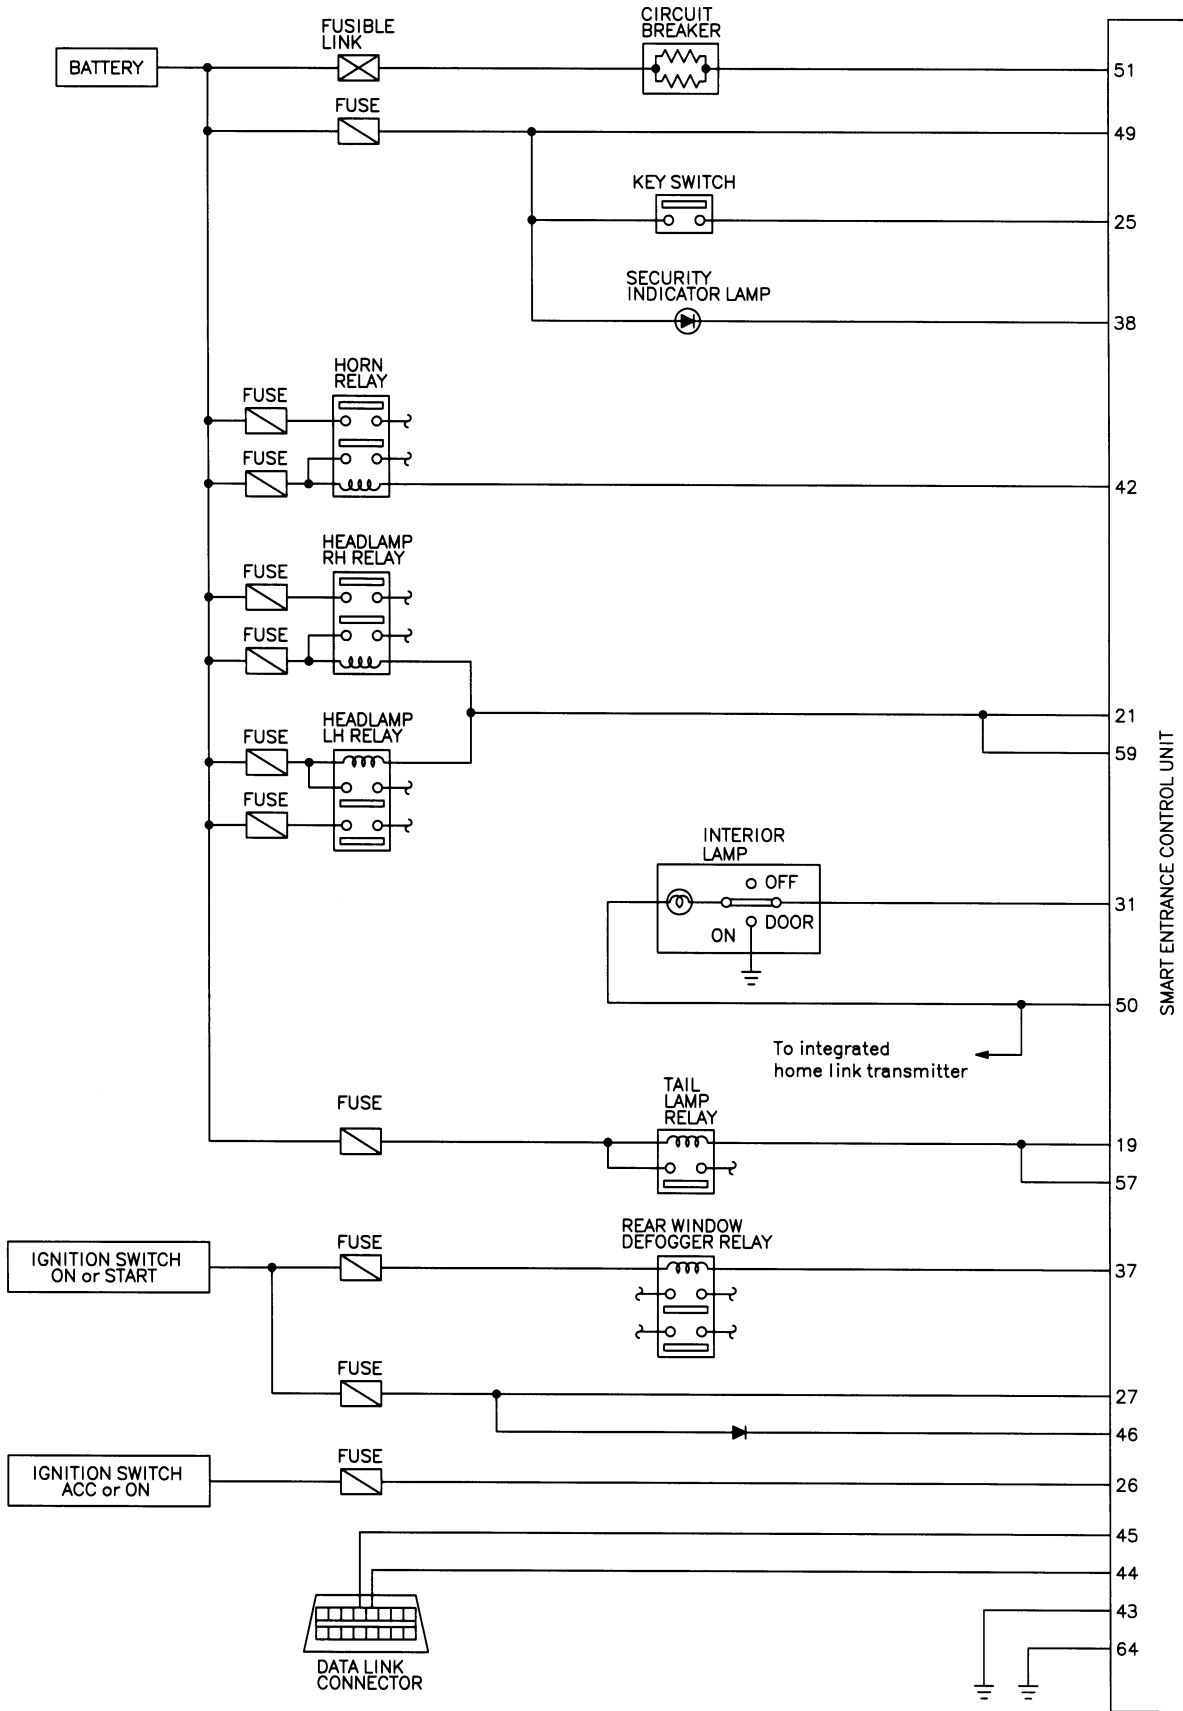 CIRCUIT
BREAKER
FUSIBLE
LINK
BATTERY
51
FUSE
49
KEY SWITCH
25
SECURITY
INDICATOR LAMP
38
HORN
RELAY
FUSE
FUSE
42
HEADLAMP
RH RELAY
FUSE
FUSE
HEADLAMP
LH RELAY
21
FUSE
59
FUSE
INTERIOR
LAMP
OFF
31
DOOR
ON
50
To integrated
home link transmitter
SMART ENTRANCE CONTROL UNIT
TAIL
LAMP
RELAY
FUSE
19
57
REAR WINDOW
DEFOGGER RELAY
FUSE
IGNITION SWITCH
ON or START
37
FUSE
27
46
FUSE
IGNITION SWITCH
ACC or ON
26
45
44
43
64
DATA LINK
CONNECTOR